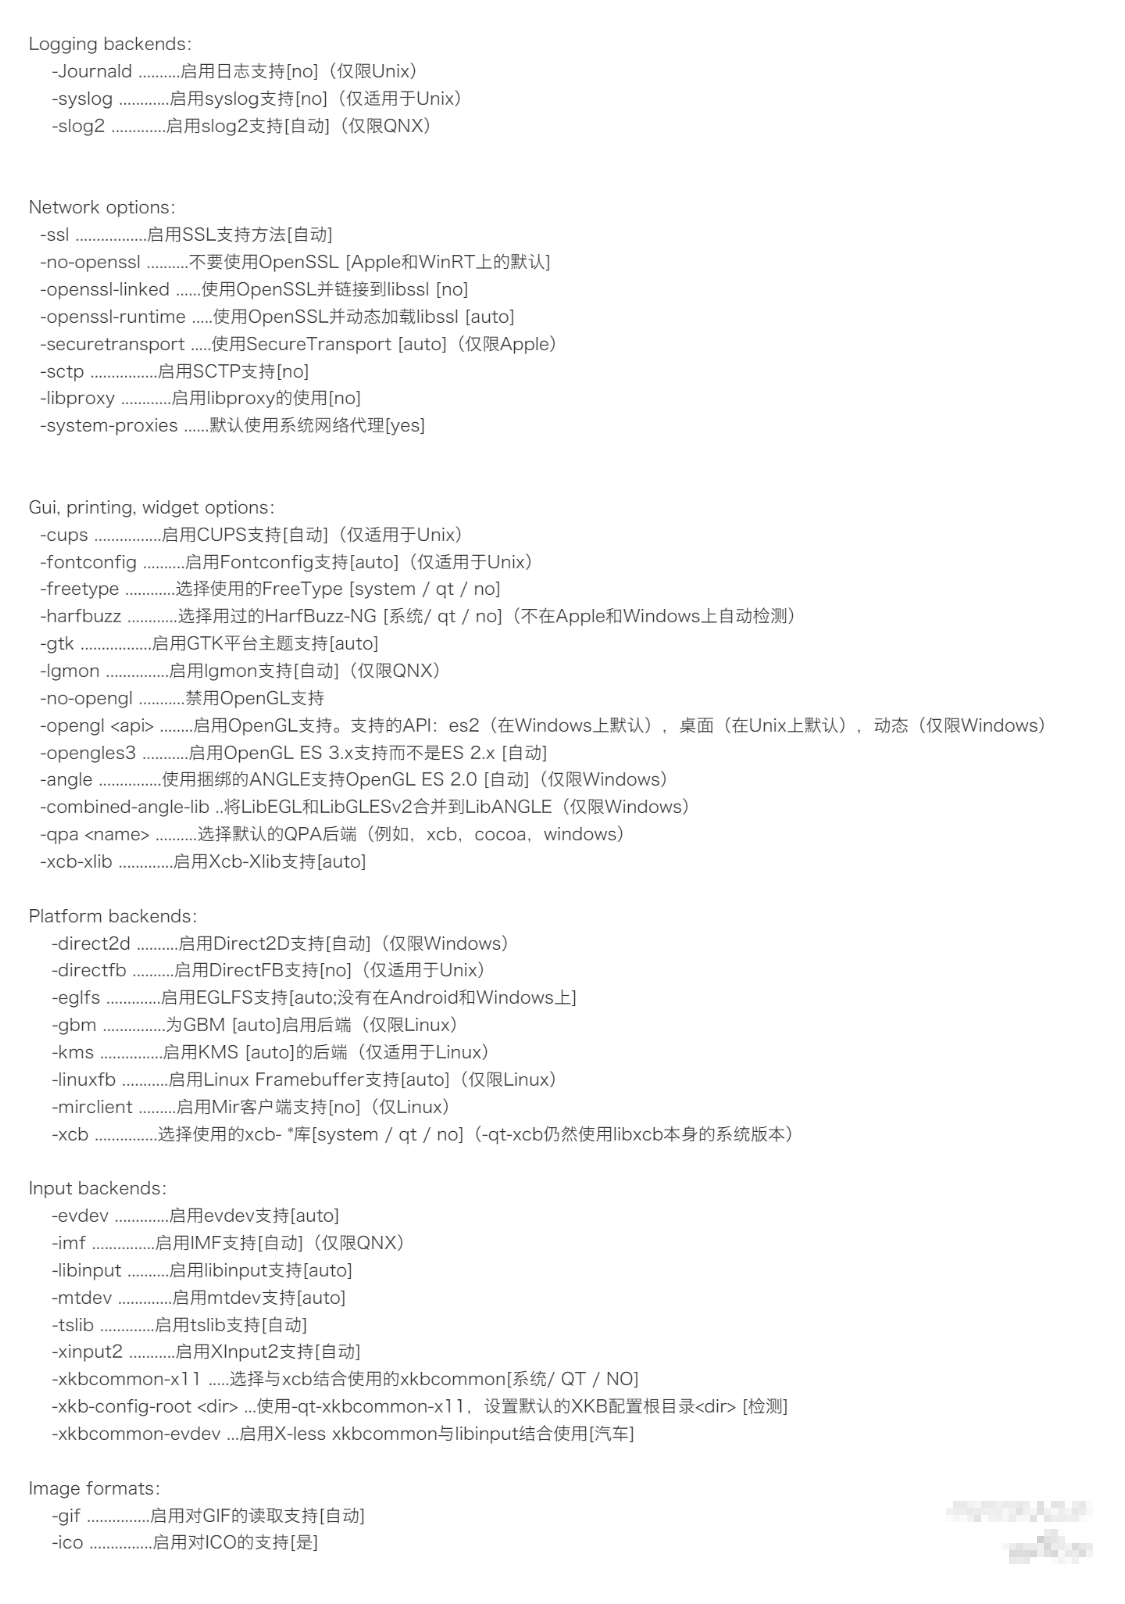 Logging backends:
-Journald ..........启用日志支持[no]（仅限Unix）
-syslog ............启用syslog支持[no]（仅适用于Unix）
-slog2 .............启用slog2支持[自动]（仅限QNX）
Network options:
-ssl .................启用SSL支持方法[自动]
-no-openssl ..........不要使用OpenSSL [Apple和WinRT上的默认]
-openssl-linked ......使用OpenSSL并链接到libssl [no]
-openssl-runtime .....使用OpenSSL并动态加载libssl [auto]
-securetransport .....使用SecureTransport [auto]（仅限Apple）
-sctp ................启用SCTP支持[no]
-libproxy ............启用libproxy的使用[no]
-system-proxies ......默认使用系统网络代理[yes]
Gui, printing, widget options:
-cups ................启用CUPS支持[自动]（仅适用于Unix）
-fontconfig ..........启用Fontconfig支持[auto]（仅适用于Unix）
-freetype ............选择使用的FreeType [system / qt / no]
-harfbuzz ............选择用过的HarfBuzz-NG [系统/ qt / no]（不在Apple和Windows上自动检测）
-gtk .................启用GTK平台主题支持[auto]
-lgmon ...............启用lgmon支持[自动]（仅限QNX）
-no-opengl ...........禁用OpenGL支持
-opengl <api> ........启用OpenGL支持。支持的API：es2（在Windows上默认），桌面（在Unix上默认），动态（仅限Windows）
-opengles3 ...........启用OpenGL ES 3.x支持而不是ES 2.x [自动]
-angle ...............使用捆绑的ANGLE支持OpenGL ES 2.0 [自动]（仅限Windows）
-combined-angle-lib ..将LibEGL和LibGLESv2合并到LibANGLE（仅限Windows）
-qpa <name> ..........选择默认的QPA后端（例如，xcb，cocoa，windows）
-xcb-xlib .............启用Xcb-Xlib支持[auto]
Platform backends:
-direct2d ..........启用Direct2D支持[自动]（仅限Windows）
-directfb ..........启用DirectFB支持[no]（仅适用于Unix）
-eglfs .............启用EGLFS支持[auto;没有在Android和Windows上]
-gbm ...............为GBM [auto]启用后端（仅限Linux）
-kms ...............启用KMS [auto]的后端（仅适用于Linux）
-linuxfb ...........启用Linux Framebuffer支持[auto]（仅限Linux）
-mirclient .........启用Mir客户端支持[no]（仅Linux）
-xcb ...............选择使用的xcb- *库[system / qt / no]（-qt-xcb仍然使用libxcb本身的系统版本）
Input backends:
-evdev .............启用evdev支持[auto]
-imf ...............启用IMF支持[自动]（仅限QNX）
-libinput ..........启用libinput支持[auto]
-mtdev .............启用mtdev支持[auto]
-tslib .............启用tslib支持[自动]
-xinput2 ...........启用XInput2支持[自动]
-xkbcommon-x11 .....选择与xcb结合使用的xkbcommon[系统/ QT / NO]
-xkb-config-root <dir> ...使用-qt-xkbcommon-x11，设置默认的XKB配置根目录<dir> [检测]
-xkbcommon-evdev ...启用X-less xkbcommon与libinput结合使用[汽车]
Image formats:
-gif ...............启用对GIF的读取支持[自动]
-ico ...............启用对ICO的支持[是]